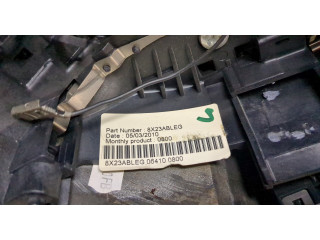 Part Number : 8X23ABLEG
Date : 05/03/2010
Monthly product : 0800
8X23ABLEG 06410 0800